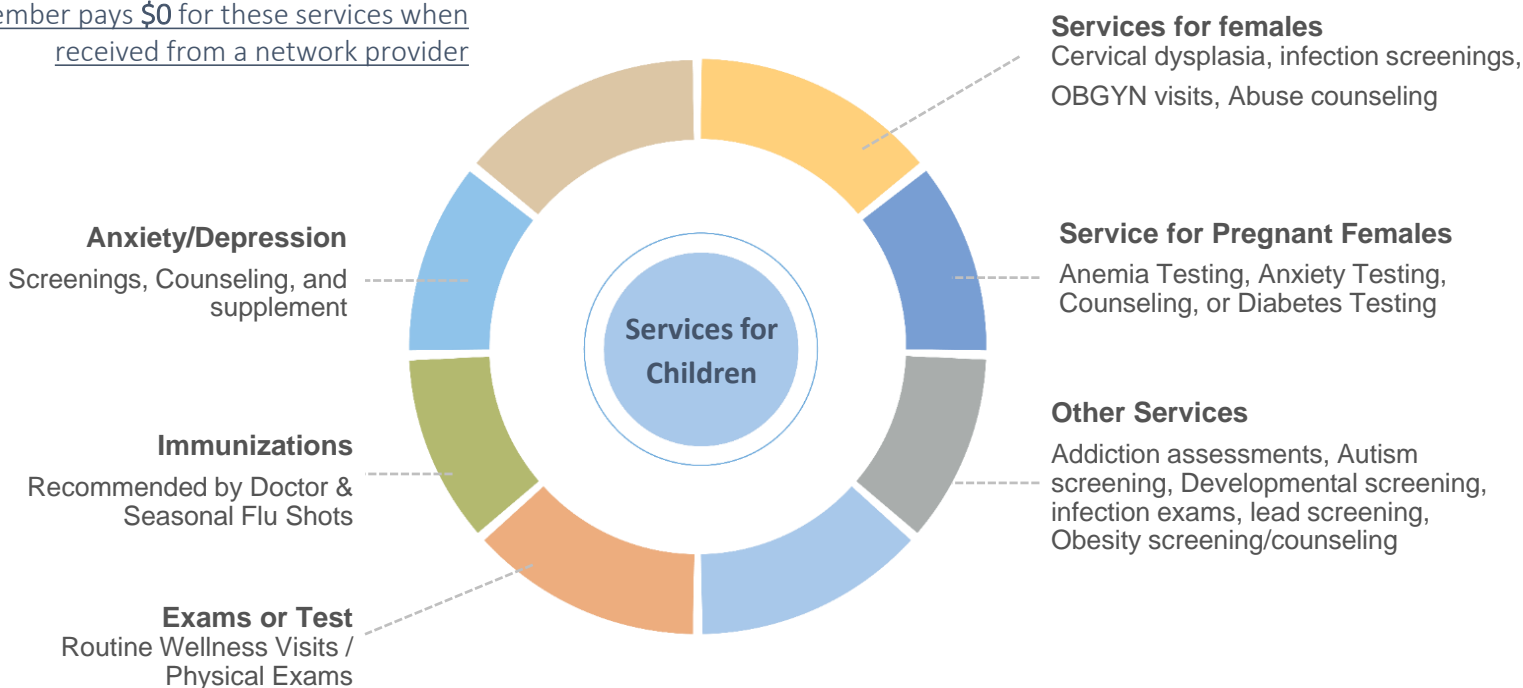 ember pays $0 for these services when
received from a network provider
Services for females
Cervical dysplasia, infection screenings,
OBGYN visits, Abuse counseling
Anxiety/Depression
Screenings, Counseling, and
supplement
Service for Pregnant Females
Anemia Testing, Anxiety Testing,
Counseling, or Diabetes Testing
Services for
Children
Immunizations
Recommended by Doctor &
Seasonal Flu Shots
Other Services
Addiction assessments, Autism
screening, Developmental screening,
infection exams, lead screening,
Obesity screening/counseling
Exams or Test
Routine Wellness Visits /
Physical Exams